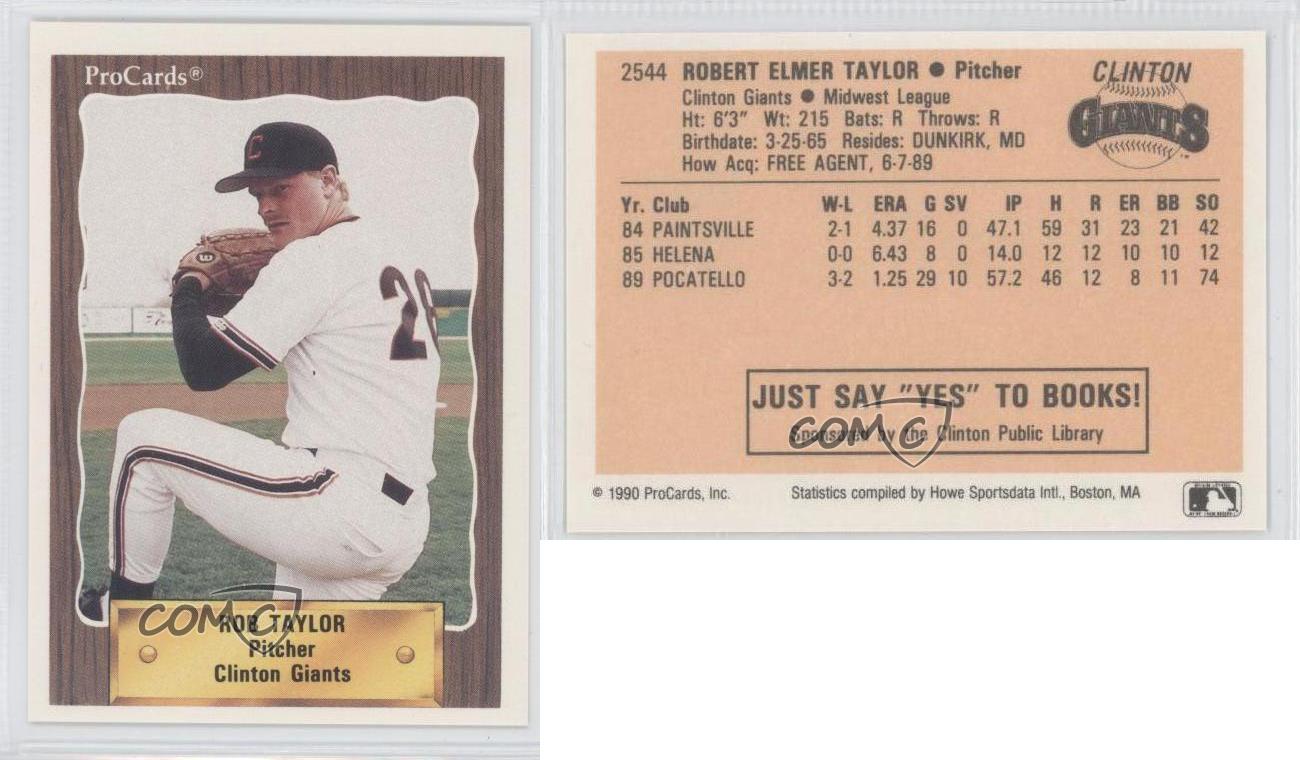 ProCards®
C
28
ROB TAYLOR
Pitcher
Clinton Giants
COMC
2544 ROBERT ELMER TAYLOR ● Pitcher
Clinton Giants ● Midwest League
Ht: 6'3" Wt: 215 Bats: R Throws: R
Birthdate: 3-25-65 Resides: DUNKIRK, MD
How Acq: FREE AGENT, 6-7-89
CLINTON
GIANTS
Yr. Club W-L ERA G SV IP H R ER BB SO
84 PAINTSVILLE 2-1 4.37 16 0 47.1 59 31 23 21 42
85 HELENA 0-0 6.43 8 0 14.0 12 12 10 10 12
89 POCATELLO 3-2 1.25 29 10 57.2 46 12 8 11 74
JUST SAY "YES" TO BOOKS!
Sponsored by the Clinton Public Library
COMC
© 1990 ProCards, Inc. Statistics compiled by Howe Sportsdata Intl., Boston, MA